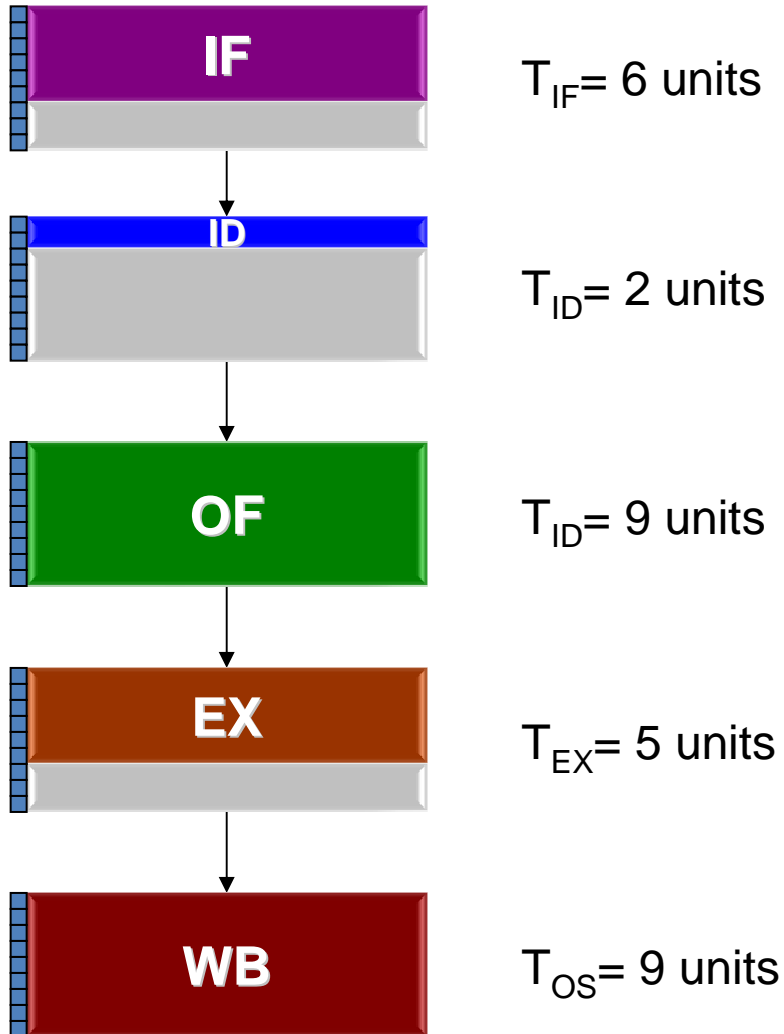 IF
T_IF= 6 units
ID
T_ID= 2 units
OF
T_ID= 9 units
EX
T_EX= 5 units
WB
T_OS= 9 units